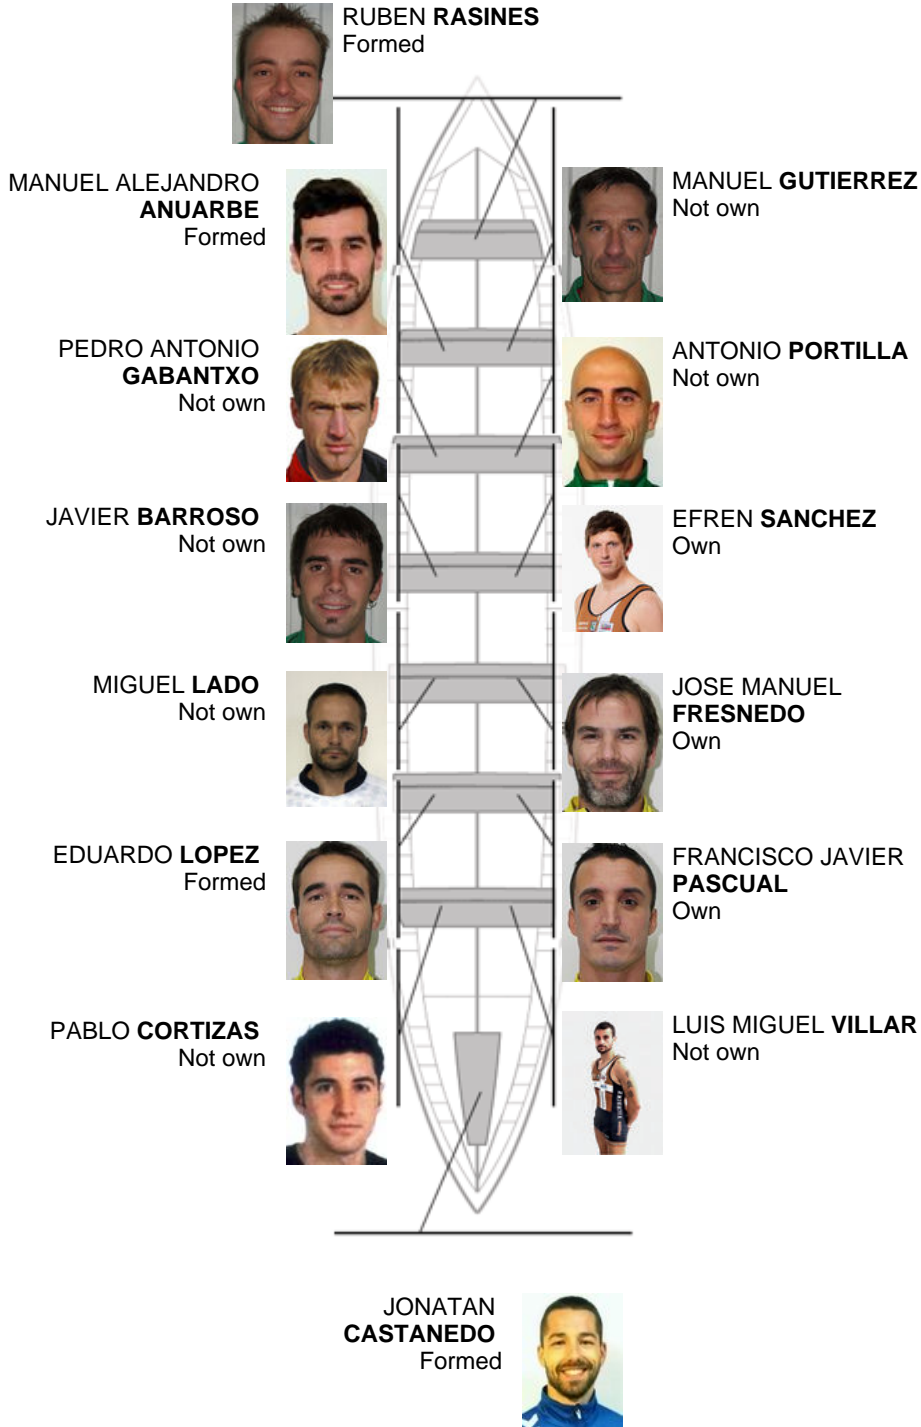 RUBEN RASINES
Formed
MANUEL ALEJANDRO
ANUARBE
Formed
MANUEL GUTIERREZ
Not own
PEDRO ANTONIO
GABANTXO
Not own
ANTONIO PORTILLA
Not own
JAVIER BARROSO
Not own
EFREN SANCHEZ
Own
MIGUEL LADO
Not own
JOSE MANUEL
FRESNEDO
Own
EDUARDO LOPEZ
Formed
FRANCISCO JAVIER
PASCUAL
Own
PABLO CORTIZAS
Not own
LUIS MIGUEL VILLAR
Not own
JONATAN
CASTANEDO
Formed